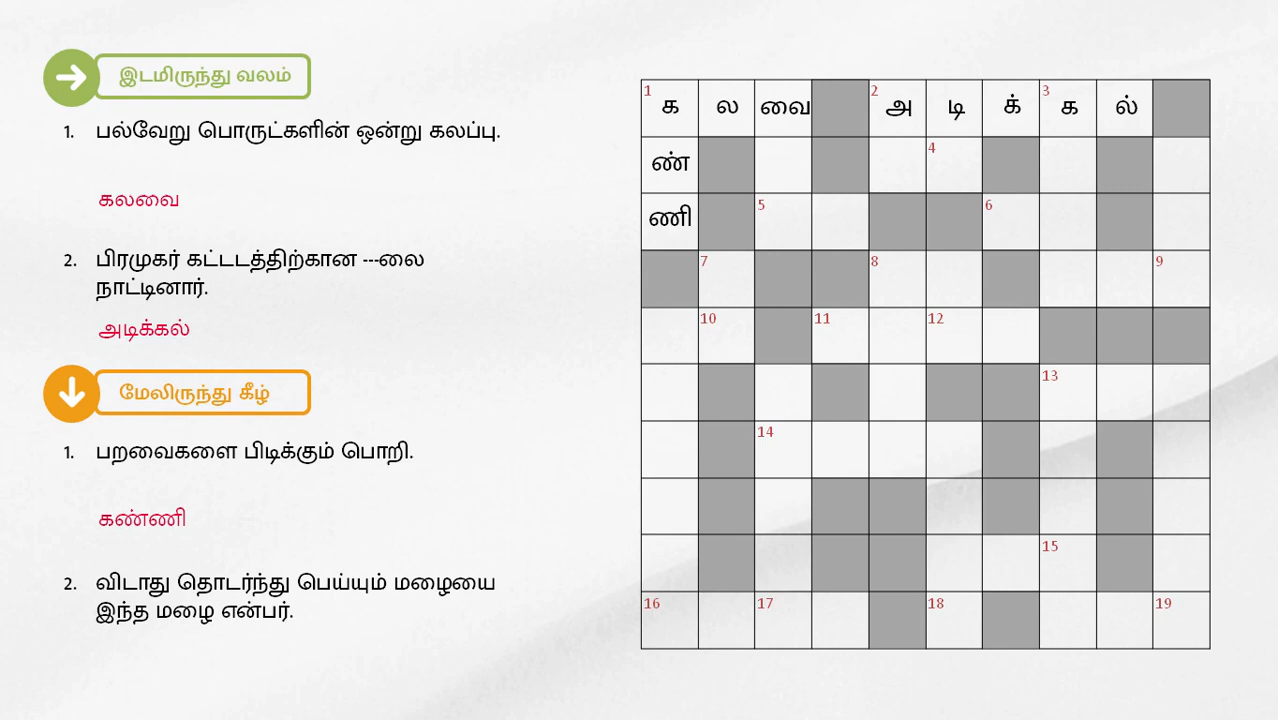 இடமிருந்து வலம்
1. பல்வேறு பொருட்களின் ஒன்று கலப்பு.
கலவை
2. பிரமுகர் கட்டடத்திற்கான ---லை
நாட்டினார்.
அடிக்கல்
மேலிருந்து கீழ்
1. பறவைகளை பிடிக்கும் பொறி.
கண்ணி
2. விடாது தொடர்ந்து பெய்யும் மழையை
இந்த மழை என்பர்.
1 க ல வை 2 அ டி க் 3 க ல்
ண் 4
ணி 5 6
7 8 9
10 11 12
13
14
15
16 17 18 19